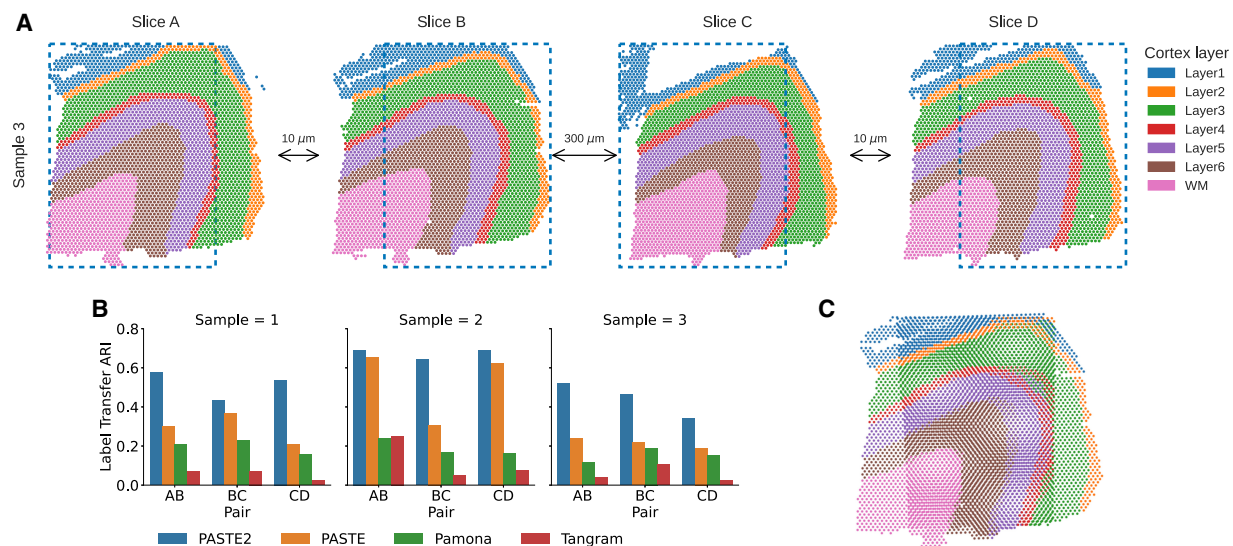 A
Slice A
Slice B
Slice C
Slice D
Sample 3
10 μm
300 μm
10 μm
Cortex layer
Layer1
Layer2
Layer3
Layer4
Layer5
Layer6
WM
B
Sample = 1
Sample = 2
Sample = 3
Label Transfer ARI
0.8
0.6
0.4
0.2
0.0
AB
BC
CD
AB
BC
CD
AB
BC
CD
Pair
Pair
Pair
PASTE2
PASTE
Pamona
Tangram
C